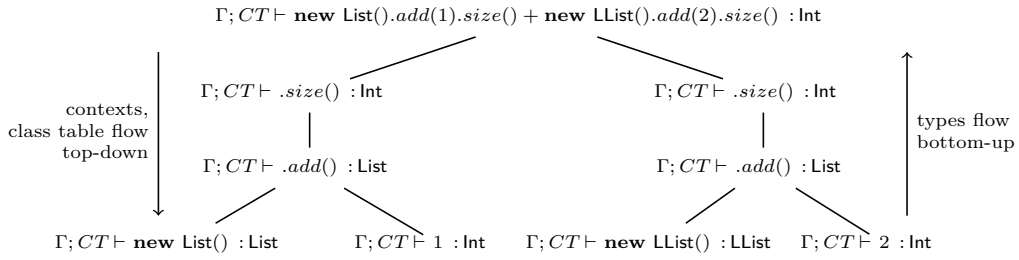 Γ; CT ⊢ new List().add(1).size() + new LList().add(2).size() : Int
Γ; CT ⊢ .size() : Int
Γ; CT ⊢ .size() : Int
contexts,
class table flow
top-down
types flow
bottom-up
Γ; CT ⊢ .add() : List
Γ; CT ⊢ .add() : List
Γ; CT ⊢ new List() : List
Γ; CT ⊢ 1 : Int
Γ; CT ⊢ new LList() : LList
Γ; CT ⊢ 2 : Int